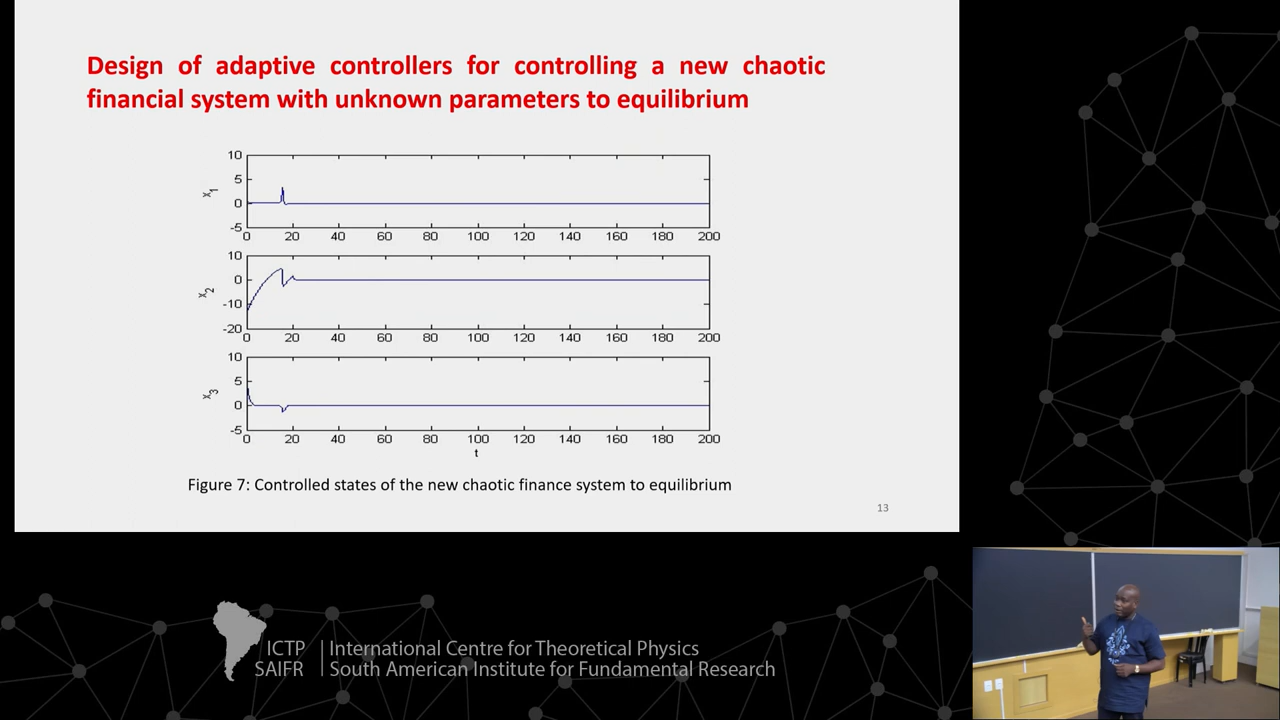 Design of adaptive controllers for controlling a new chaotic
financial system with unknown parameters to equilibrium
10
5
0
-5
x1
0 20 40 60 80 100 120 140 160 180 200
10
0
-10
-20
x2
0 20 40 60 80 100 120 140 160 180 200
10
5
0
-5
x3
0 20 40 60 80 100 120 140 160 180 200
t
Figure 7: Controlled states of the new chaotic finance system to equilibrium
13
ICTP
SAIFR
International Centre for Theoretical Physics
South American Institute for Fundamental Research